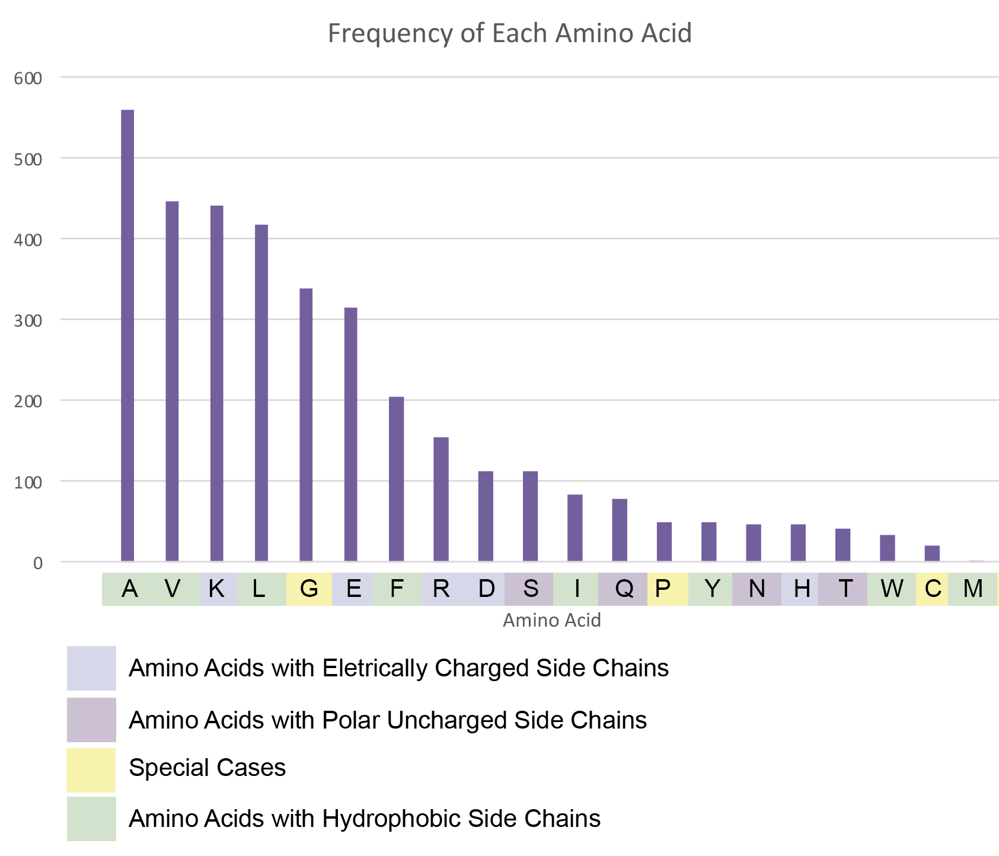 Frequency of Each Amino Acid
600
500
400
300
200
100
0
A V K L G E F R D S I Q P Y N H T W C M
Amino Acid
Amino Acids with Eletrically Charged Side Chains
Amino Acids with Polar Uncharged Side Chains
Special Cases
Amino Acids with Hydrophobic Side Chains